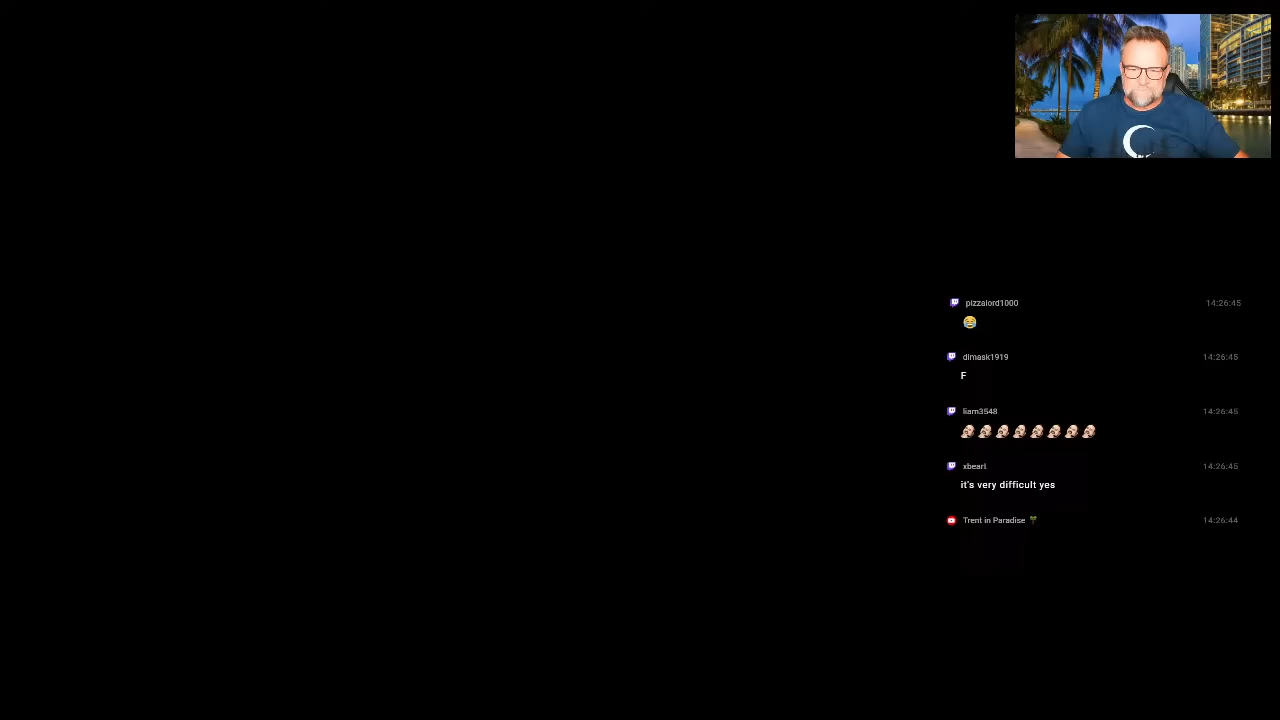 pizzalord1000 14:26:45
dimask1919 14:26:45
F
liam3548 14:26:45
xbearl 14:26:45
it's very difficult yes
Trent in Paradise 14:26:44